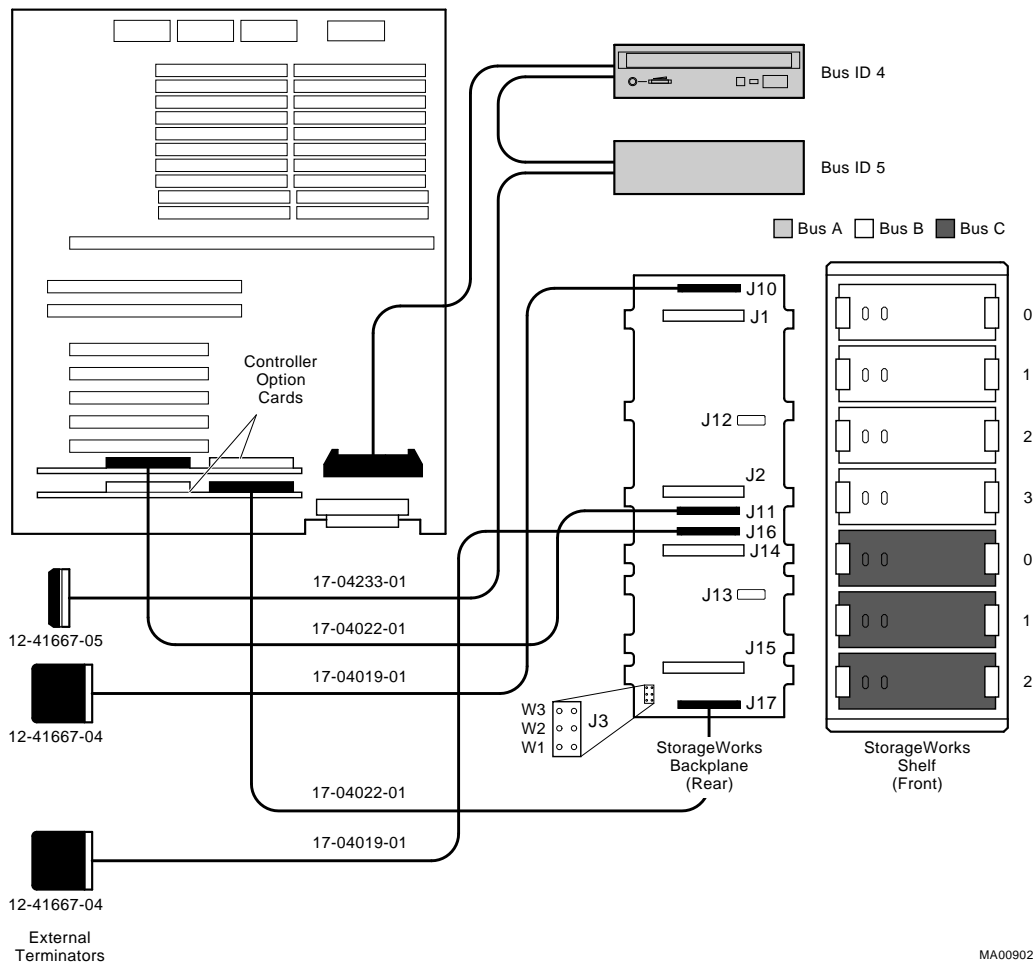 Bus ID 4
Bus ID 5
Bus A
Bus B
Bus C
J10
J1
J12
J2
J11
J16
J14
J13
J15
J17
J3
W3
W2
W1
StorageWorks
Backplane
(Rear)
0
1
2
3
0
1
2
StorageWorks
Shelf
(Front)
Controller
Option
Cards
17-04233-01
12-41667-05
17-04022-01
17-04019-01
12-41667-04
17-04022-01
17-04019-01
12-41667-04
External
Terminators
MA00902